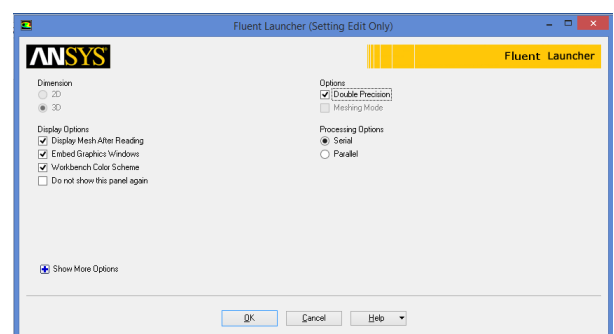 Fluent Launcher (Setting Edit Only)
ANSYS
Fluent Launcher
Dimension
2D
3D
Options
Double Precision
Meshing Mode
Display Options
Display Mesh After Reading
Embed Graphics Windows
Workbench Color Scheme
Do not show this panel again
Processing Options
Serial
Parallel
Show More Options
OK
Cancel
Help